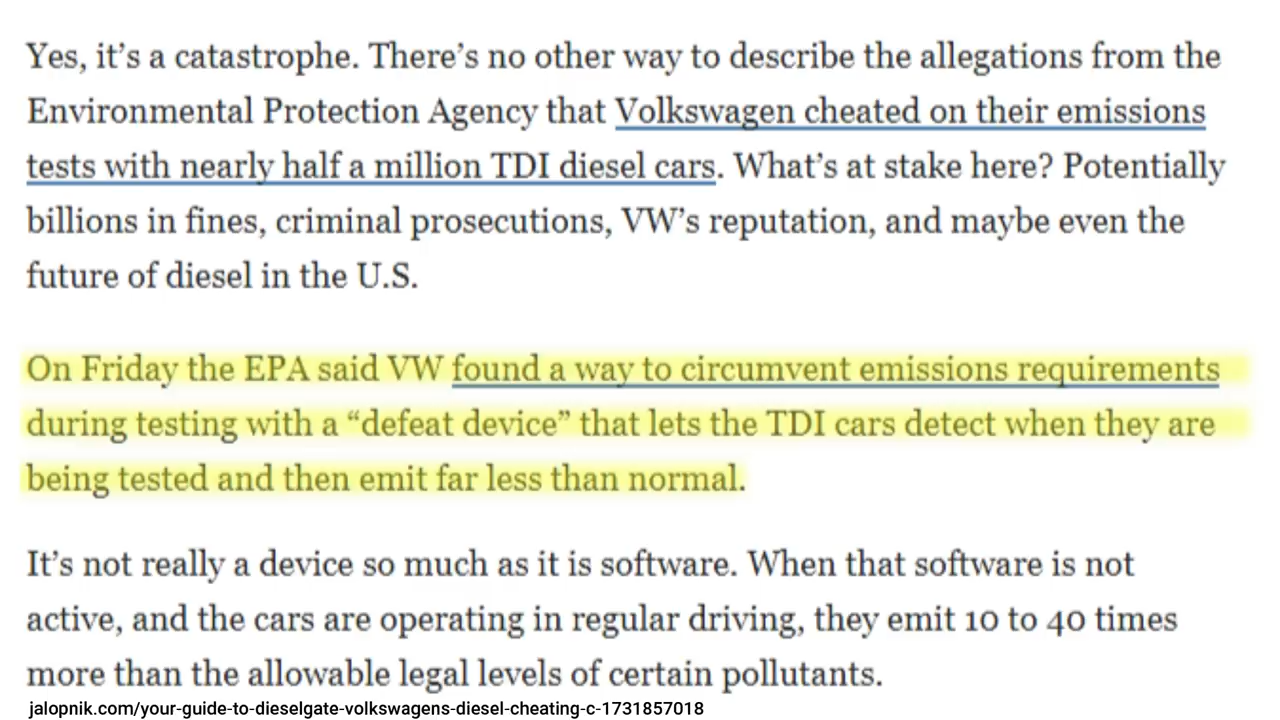 Yes, it’s a catastrophe. There’s no other way to describe the allegations from the
Environmental Protection Agency that Volkswagen cheated on their emissions
tests with nearly half a million TDI diesel cars. What’s at stake here? Potentially
billions in fines, criminal prosecutions, VW’s reputation, and maybe even the
future of diesel in the U.S.
On Friday the EPA said VW found a way to circumvent emissions requirements
during testing with a “defeat device” that lets the TDI cars detect when they are
being tested and then emit far less than normal.
It’s not really a device so much as it is software. When that software is not
active, and the cars are operating in regular driving, they emit 10 to 40 times
more than the allowable legal levels of certain pollutants.
jalopnik.com/your-guide-to-dieselgate-volkswagens-diesel-cheating-c-1731857018